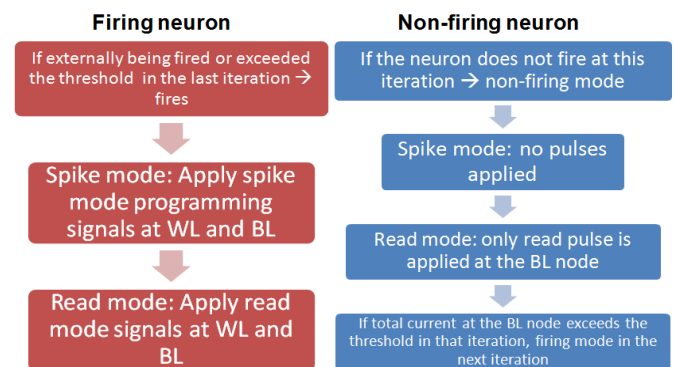 Firing neuron
If externally being fired or exceeded
the threshold in the last iteration →
fires
Spike mode: Apply spike
mode programming
signals at WL and BL
Read mode: Apply read
mode signals at WL and
BL
Non-firing neuron
If the neuron does not fire at this
iteration → non-firing mode
Spike mode: no pulses
applied
Read mode: only read pulse is
applied at the BL node
If total current at the BL node exceeds the
threshold in that iteration, firing mode in the
next iteration